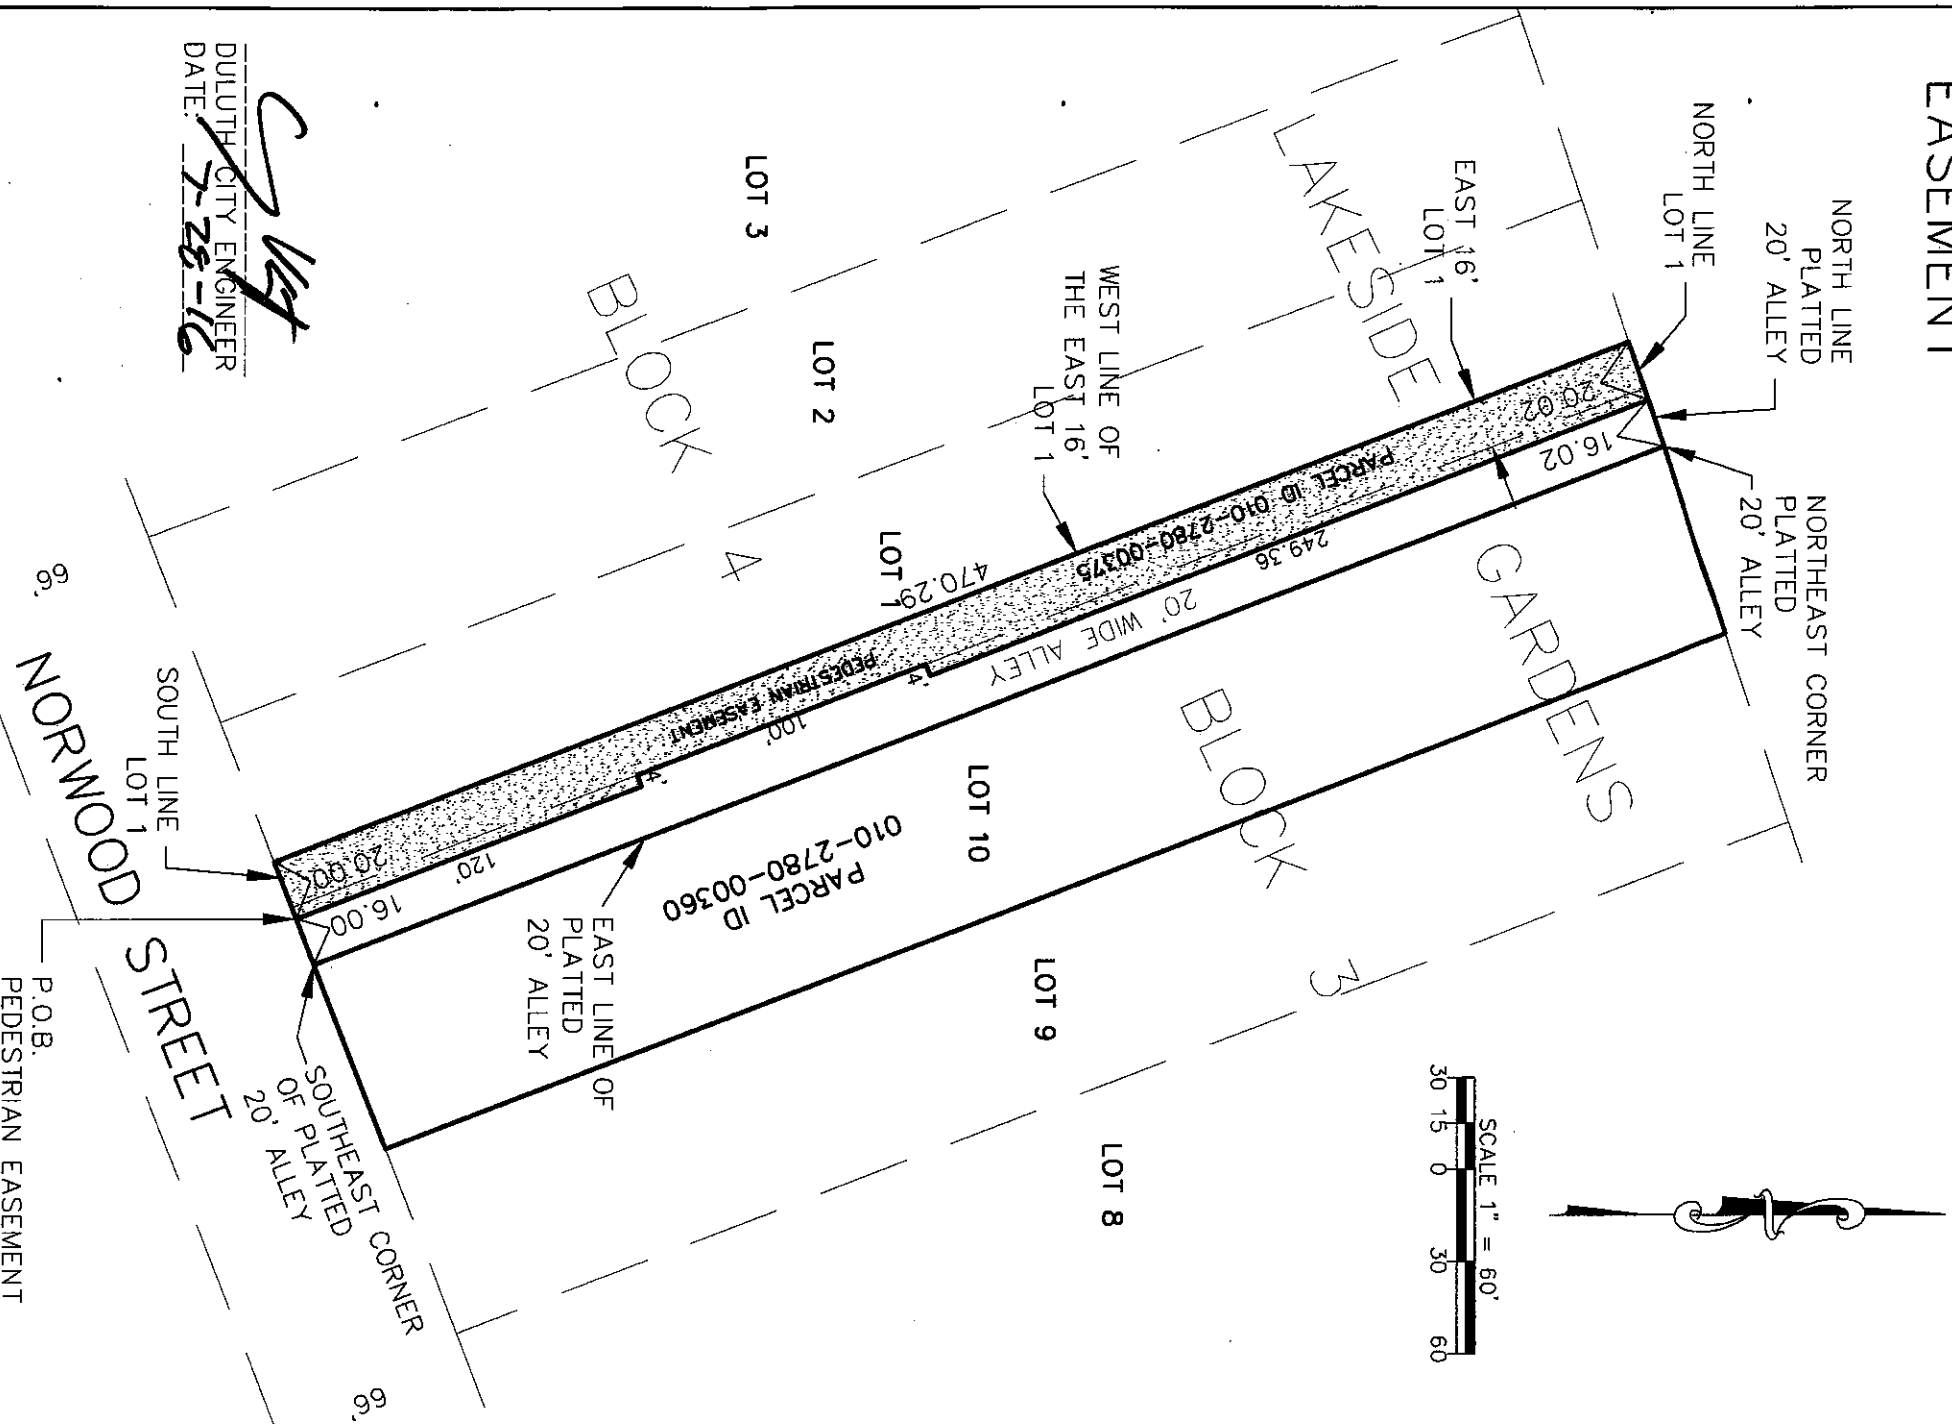 EASEMENT
NORTH LINE
PLATTED
20' ALLEY
NORTH LINE
LOT 1
NORTHEAST CORNER
PLATTED
20' ALLEY
EAST 16'
LOT 1
LAKESIDE
GARDENS
WEST LINE OF
THE EAST 16'
LOT 1
20.02
16.02
PARCEL ID 010-2780-00375
249.36
470.29'
20' WIDE ALLEY
PEDESTRIAN EASEMENT
4'
100'
4'
120'
20.00
16.00
LOT 3
LOT 2
LOT 1
BLOCK
4
BLOCK
3
LOT 10
PARCEL ID
010-2780-00360
LOT 9
LOT 8
EAST LINE OF
PLATTED
20' ALLEY
SOUTH LINE
LOT 1
SOUTHEAST CORNER
OF PLATTED
20' ALLEY
66'
NORWOOD STREET
66'
P.O.B.
PEDESTRIAN EASEMENT
SCALE 1" = 60'
30 15 0 30 60
DULUTH CITY ENGINEER
DATE: 7-28-16